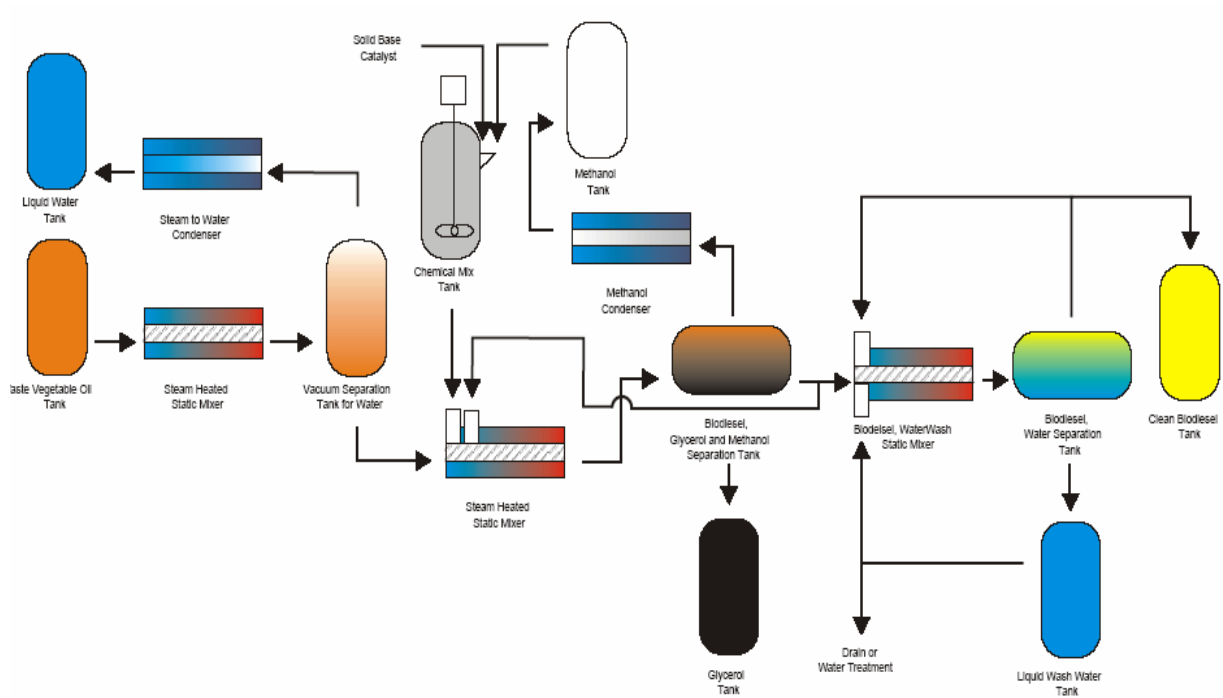 Solid Base
Catalyst
Methanol
Tank
Liquid Water
Tank
Steam to Water
Condenser
Chemical Mix
Tank
Methanol
Condenser
aste Vegetable Oil
Tank
Steam Heated
Static Mixer
Vacuum Separation
Tank for Water
Steam Heated
Static Mixer
Biodiesel,
Glycerol and Methanol
Separation Tank
Biodelsel, WaterWash
Static Mixer
Biodiesel,
Water Separation
Tank
Clean Biodiesel
Tank
Glycerol
Tank
Drain or
Water Treatment
Liquid Wash Water
Tank